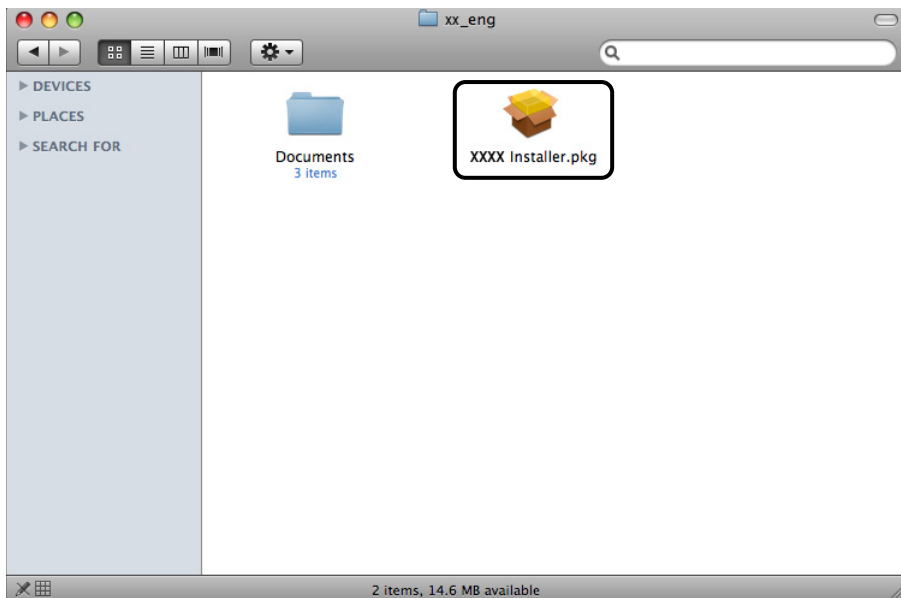 xx_eng
DEVICES
PLACES
SEARCH FOR
Documents
3 items
XXXX Installer.pkg
2 items, 14.6 MB available